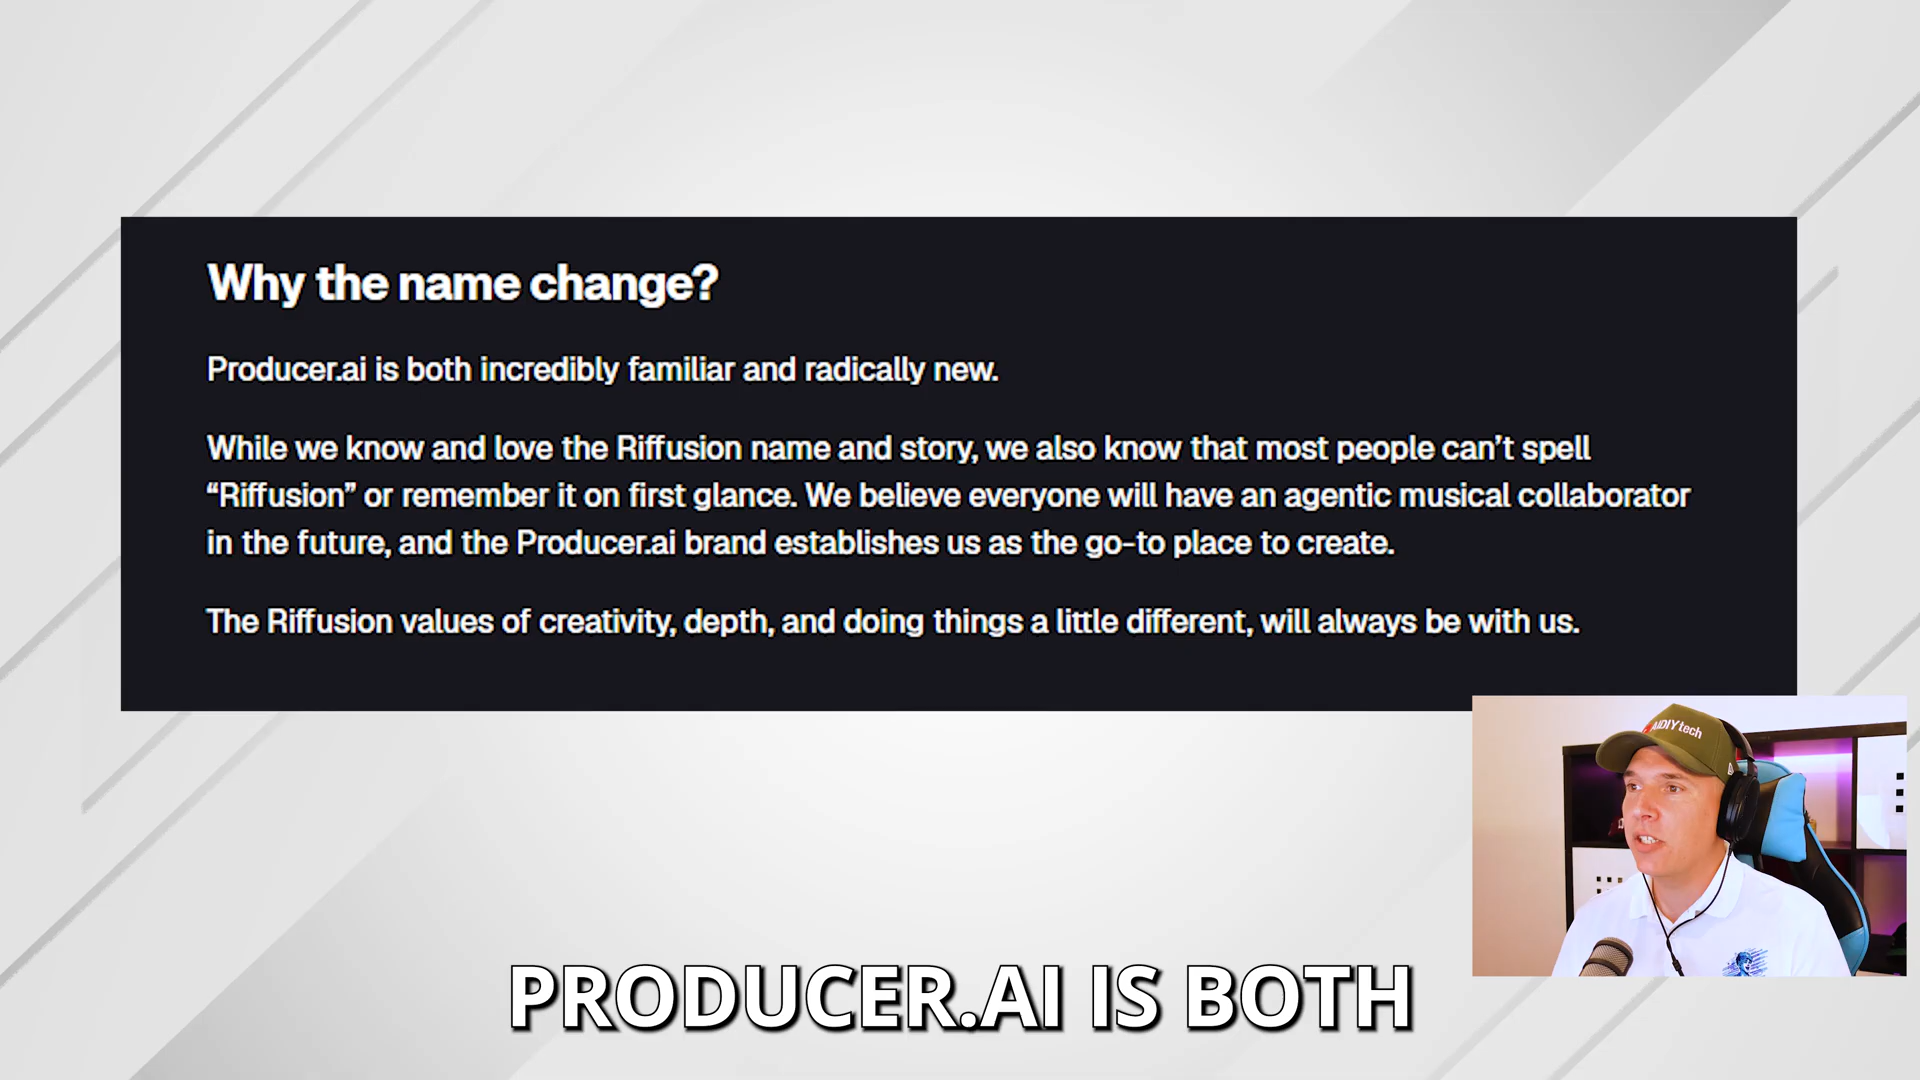 Why the name change?
Producer.ai is both incredibly familiar and radically new.
While we know and love the Riffusion name and story, we also know that most people can’t spell
“Riffusion” or remember it on first glance. We believe everyone will have an agentic musical collaborator
in the future, and the Producer.ai brand establishes us as the go-to place to create.
The Riffusion values of creativity, depth, and doing things a little different, will always be with us.
AIDIYtech
PRODUCER.AI IS BOTH